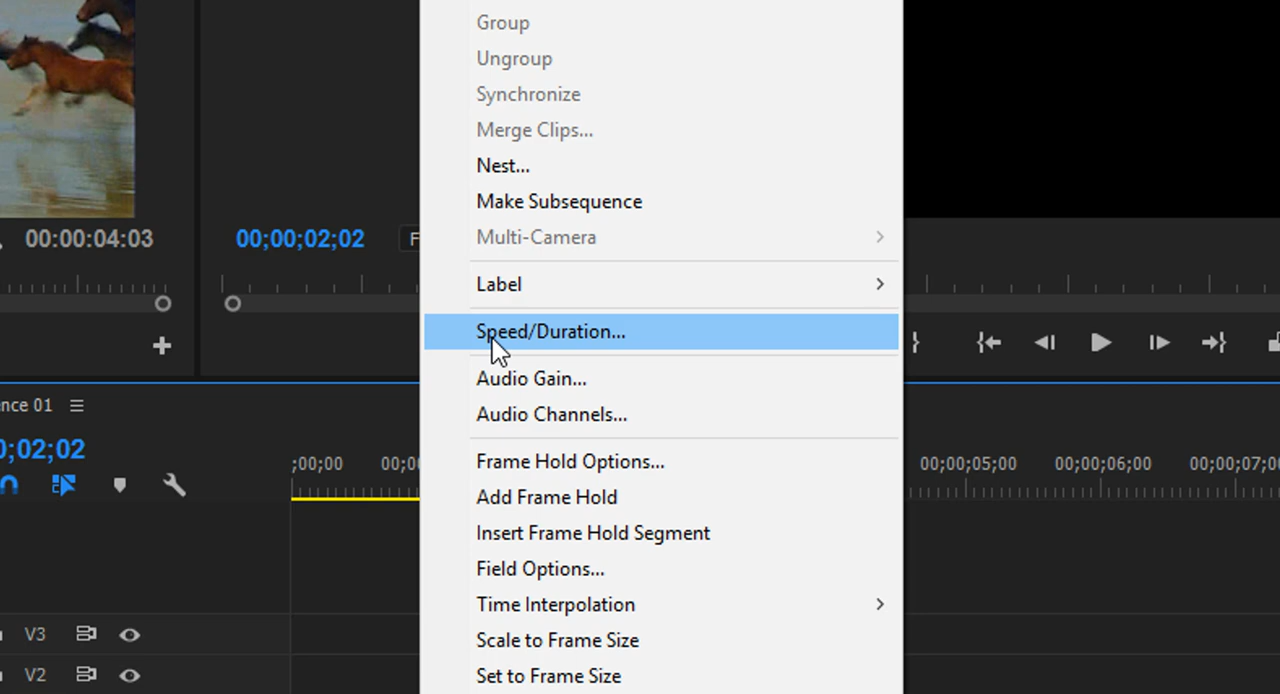 Group
Ungroup
Synchronize
Merge Clips...
Nest...
Make Subsequence
Multi-Camera
Label
Speed/Duration...
Audio Gain...
Audio Channels...
Frame Hold Options...
Add Frame Hold
Insert Frame Hold Segment
Field Options...
Time Interpolation
Scale to Frame Size
Set to Frame Size
00:00:04:03
00;00;02;02
F
nce 01
0;02;02
;00;00
00;00
00;00;05;00
00;00;06;00
00;00;07;0
V3
V2